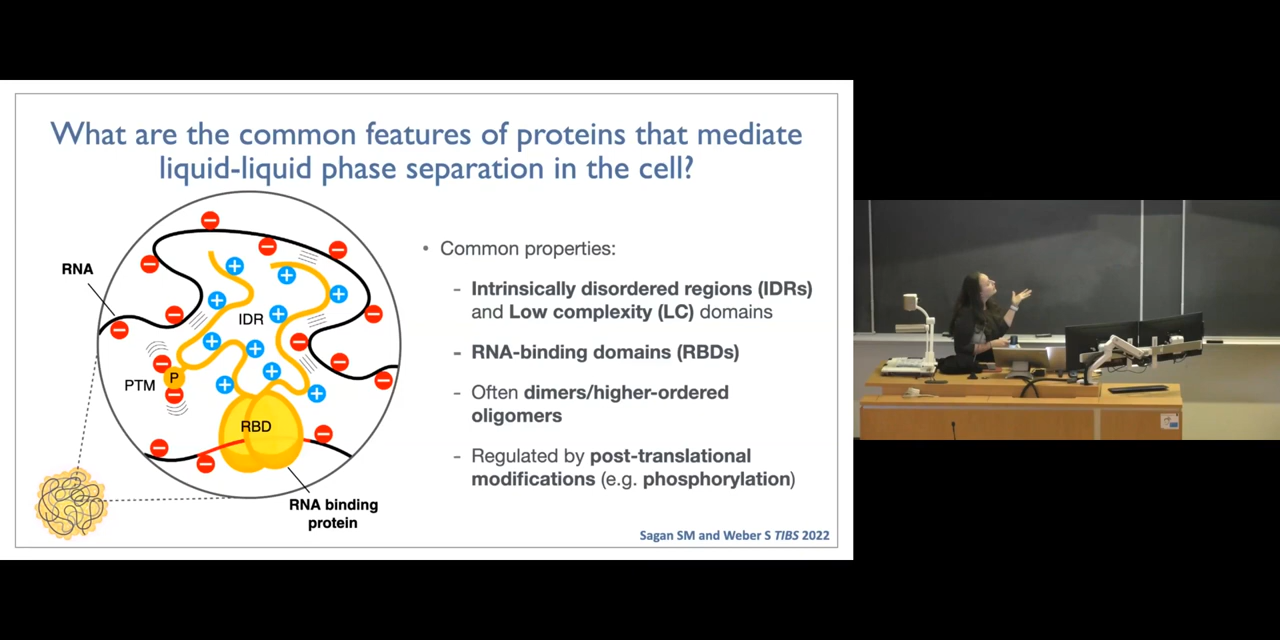 What are the common features of proteins that mediate
liquid-liquid phase separation in the cell?
RNA
IDR
PTM
P
RBD
RNA binding
protein
• Common properties:
- Intrinsically disordered regions (IDRs)
and Low complexity (LC) domains
- RNA-binding domains (RBDs)
- Often dimers/higher-ordered
oligomers
- Regulated by post-translational
modifications (e.g. phosphorylation)
Sagan SM and Weber S TIBS 2022